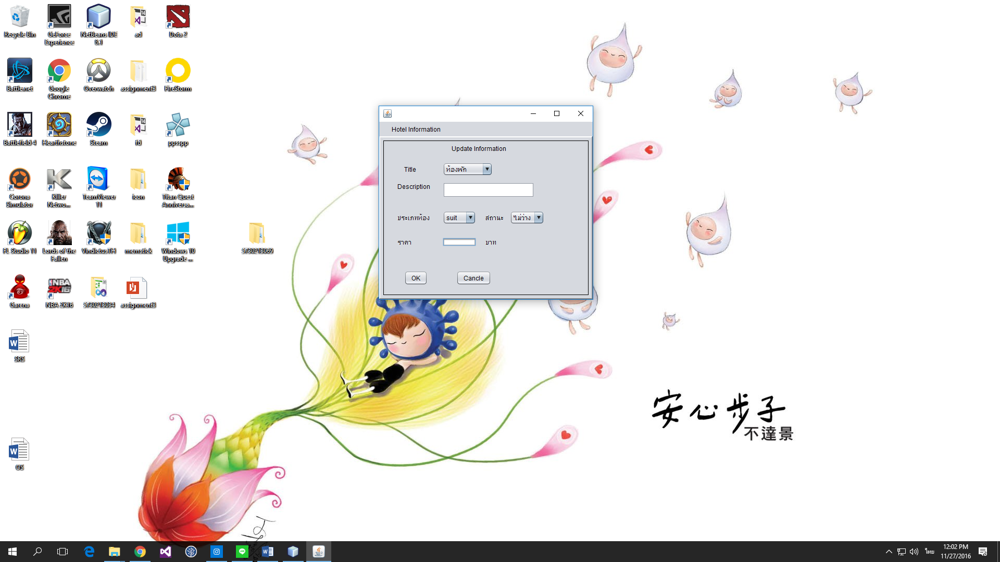 Recycle Bin
GeForce
Experience
NetBeans IDE
8.1
ad
Dota 2
Battle.net
Google
Chrome
Overwatch
assignment3
FireStorm
Battlefield 4
Hearthstone
Steam
fd
ppsspp
Corona
Simulator
Killer
Netwo...
TeamViewer
11
icon
Titan Quest
Anniversa...
FL Studio 11
Lords of the
Fallen
VindictusTH
memstick
Windows 10
Upgrade ...
5730213069
Garena
NBA 2K16
5730213034
assignment3
SRS
OS
Hotel Information
Update Information
Title
ห้องพัก
Description
ประเภทห้อง
suit
สถานะ
ไม่ว่าง
ราคา
บาท
OK
Cancle
安心步子
不達景
ไทย
12:02 PM
11/27/2016